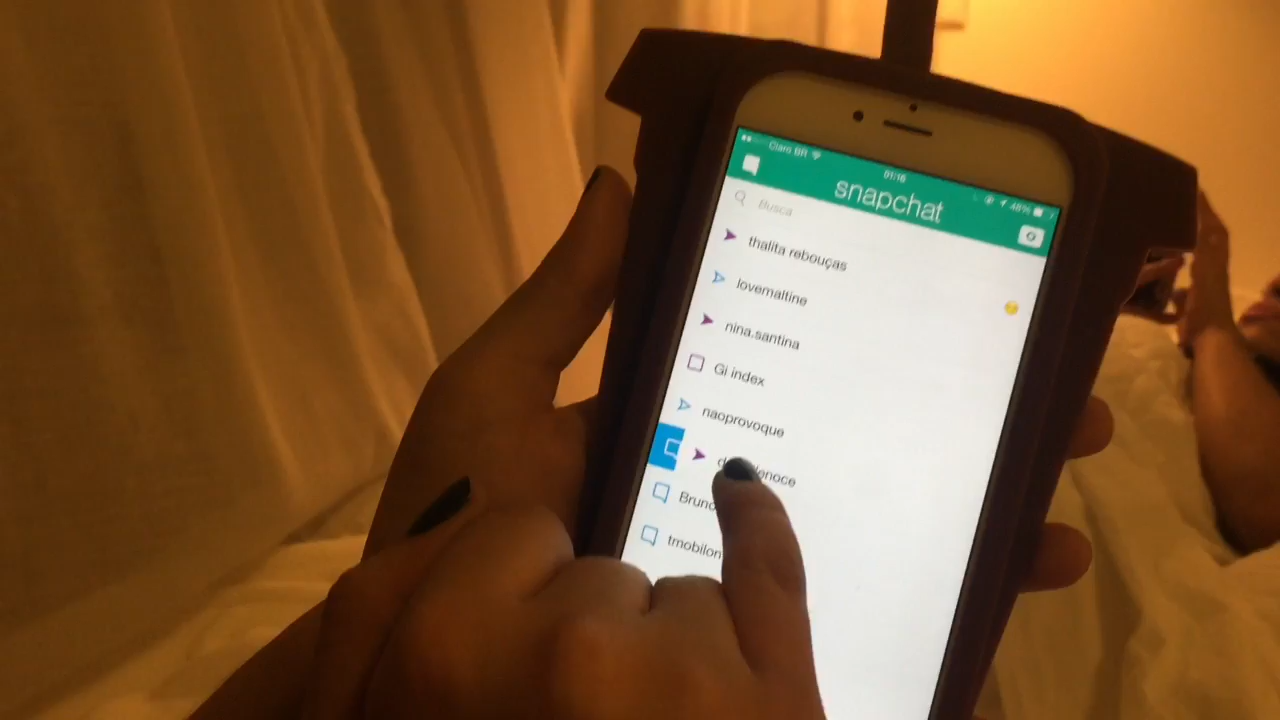 Claro BR
01:16
48%
snapchat
Busca
thalita rebouças
lovemaltine
nina.santina
Gi index
naoprovoque